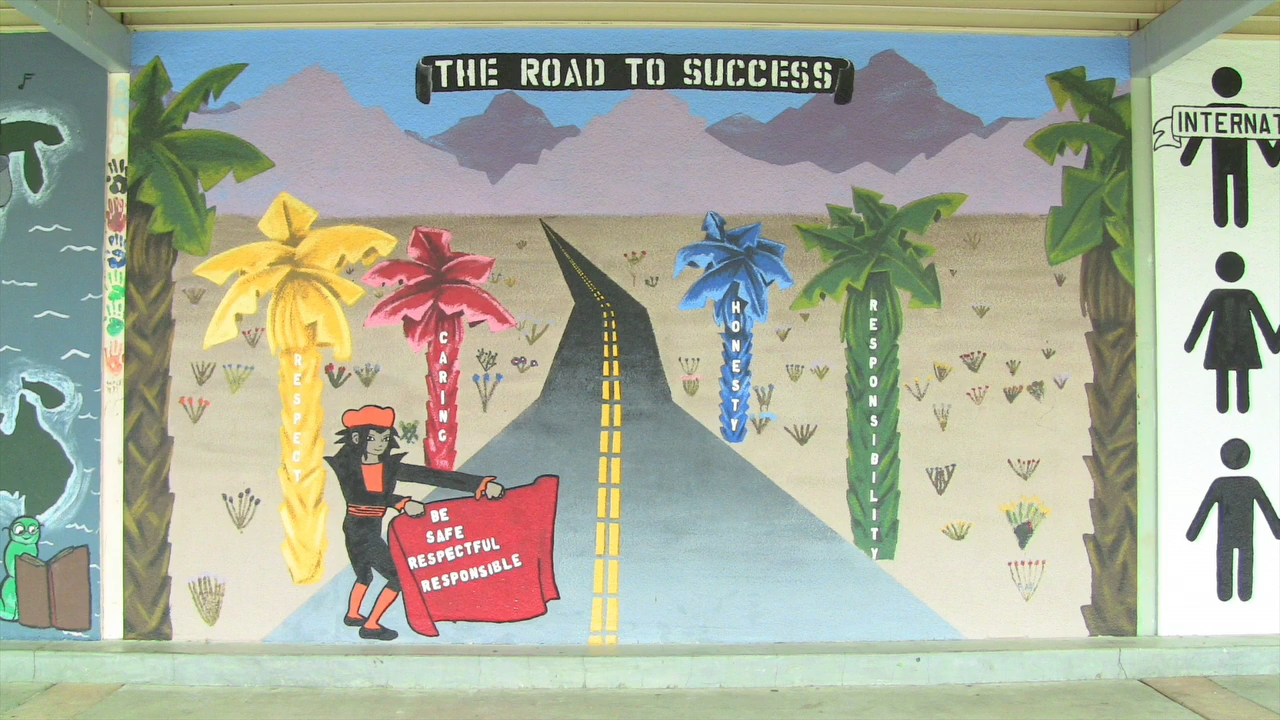 THE ROAD TO SUCCESS
INTERNAT
RESPECT
CARING
HONESTY
RESPONSIBILITY
BE
SAFE
RESPECTFUL
RESPONSIBLE